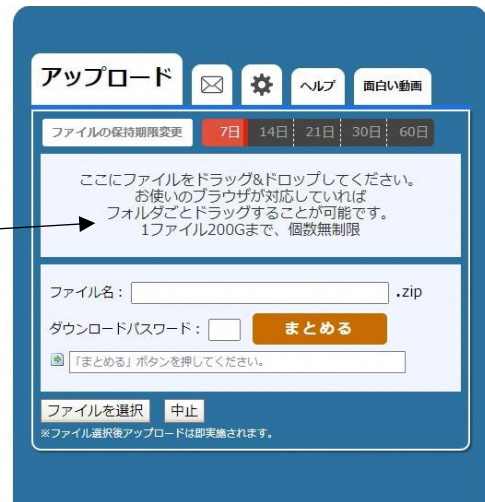 アップロード
ヘルプ
面白い動画
ファイルの保持期限変更
7日 14日 21日 30日 60日
ここにファイルをドラッグ&ドロップしてください。
お使いのブラウザが対応していれば
フォルダごとドラッグすることが可能です。
1ファイル200Gまで、個数無制限
ファイル名： .zip
ダウンロードパスワード： まとめる
「まとめる」ボタンを押してください。
ファイルを選択 中止
※ファイル選択後アップロードは即実施されます。